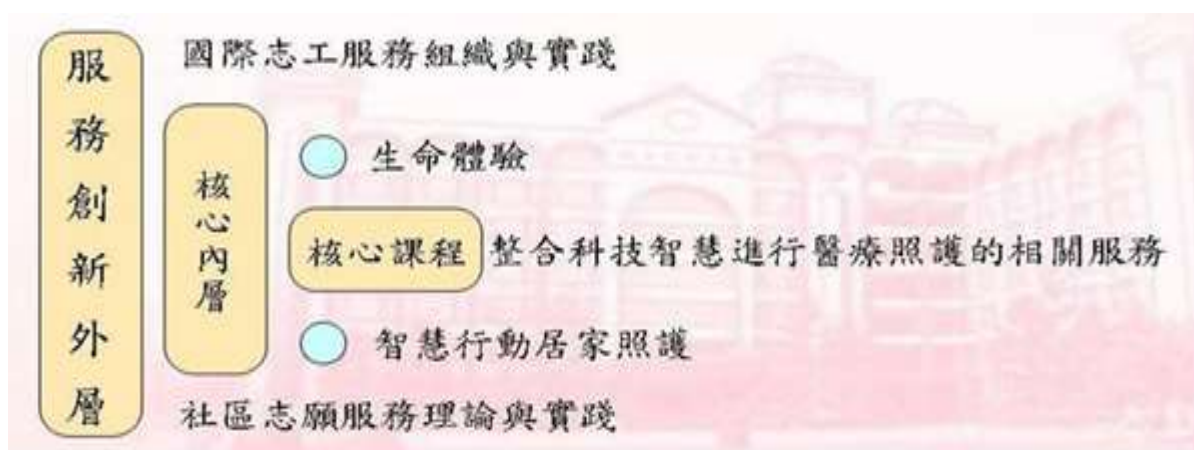 服務創新外層
國際志工服務組織與實踐
核心內層
生命體驗
核心課程 整合科技智慧進行醫療照護的相關服務
智慧行動居家照護
社區志願服務理論與實踐